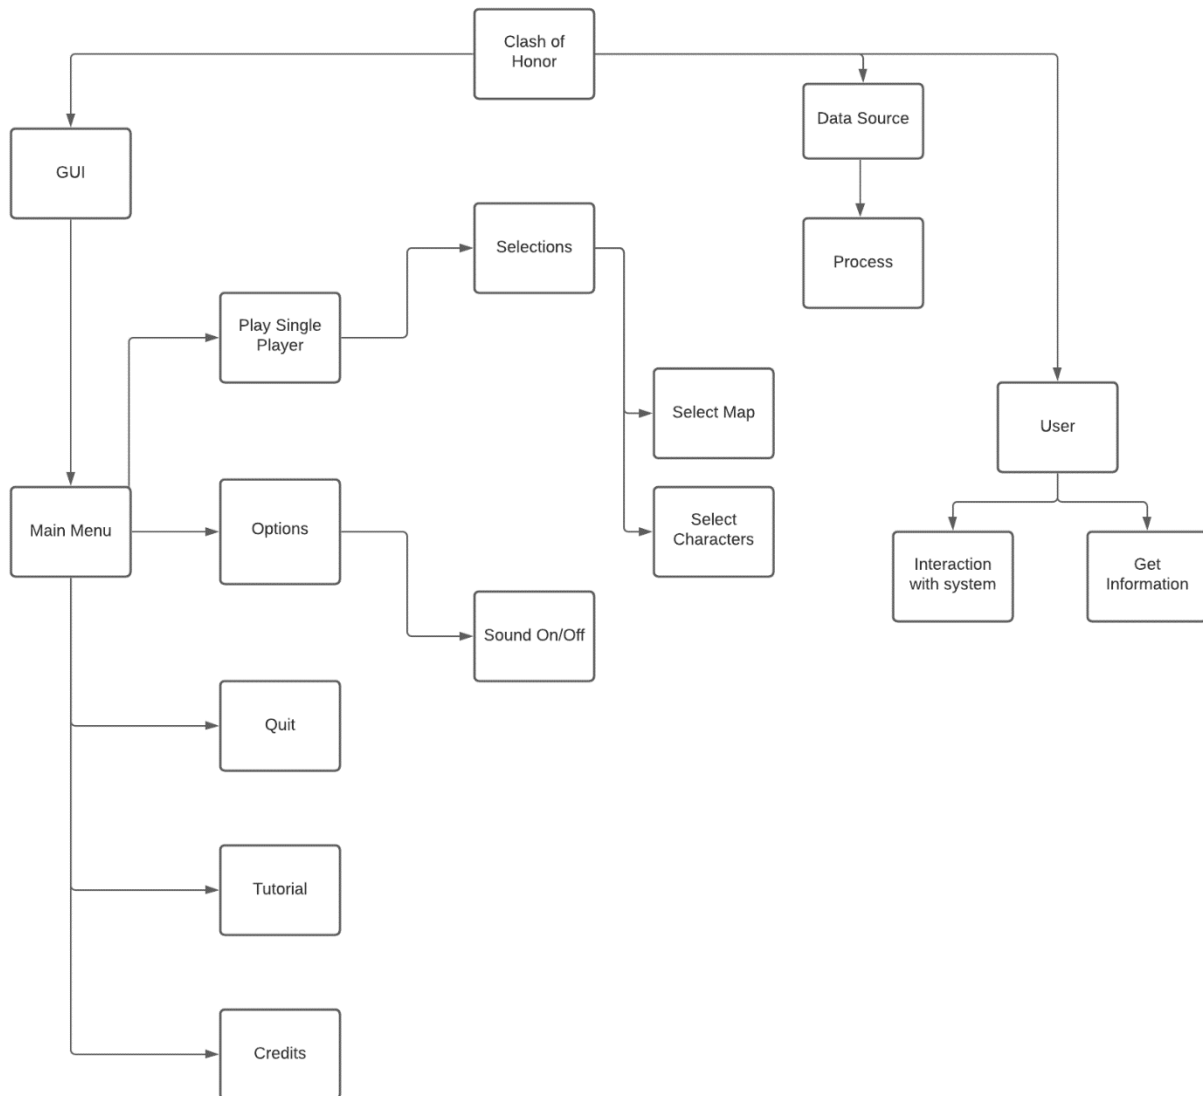 Clash of
Honor
Data Source
GUI
Selections
Process
Play Single
Player
Select Map
User
Main Menu
Options
Select
Characters
Interaction
with system
Get
Information
Sound On/Off
Quit
Tutorial
Credits